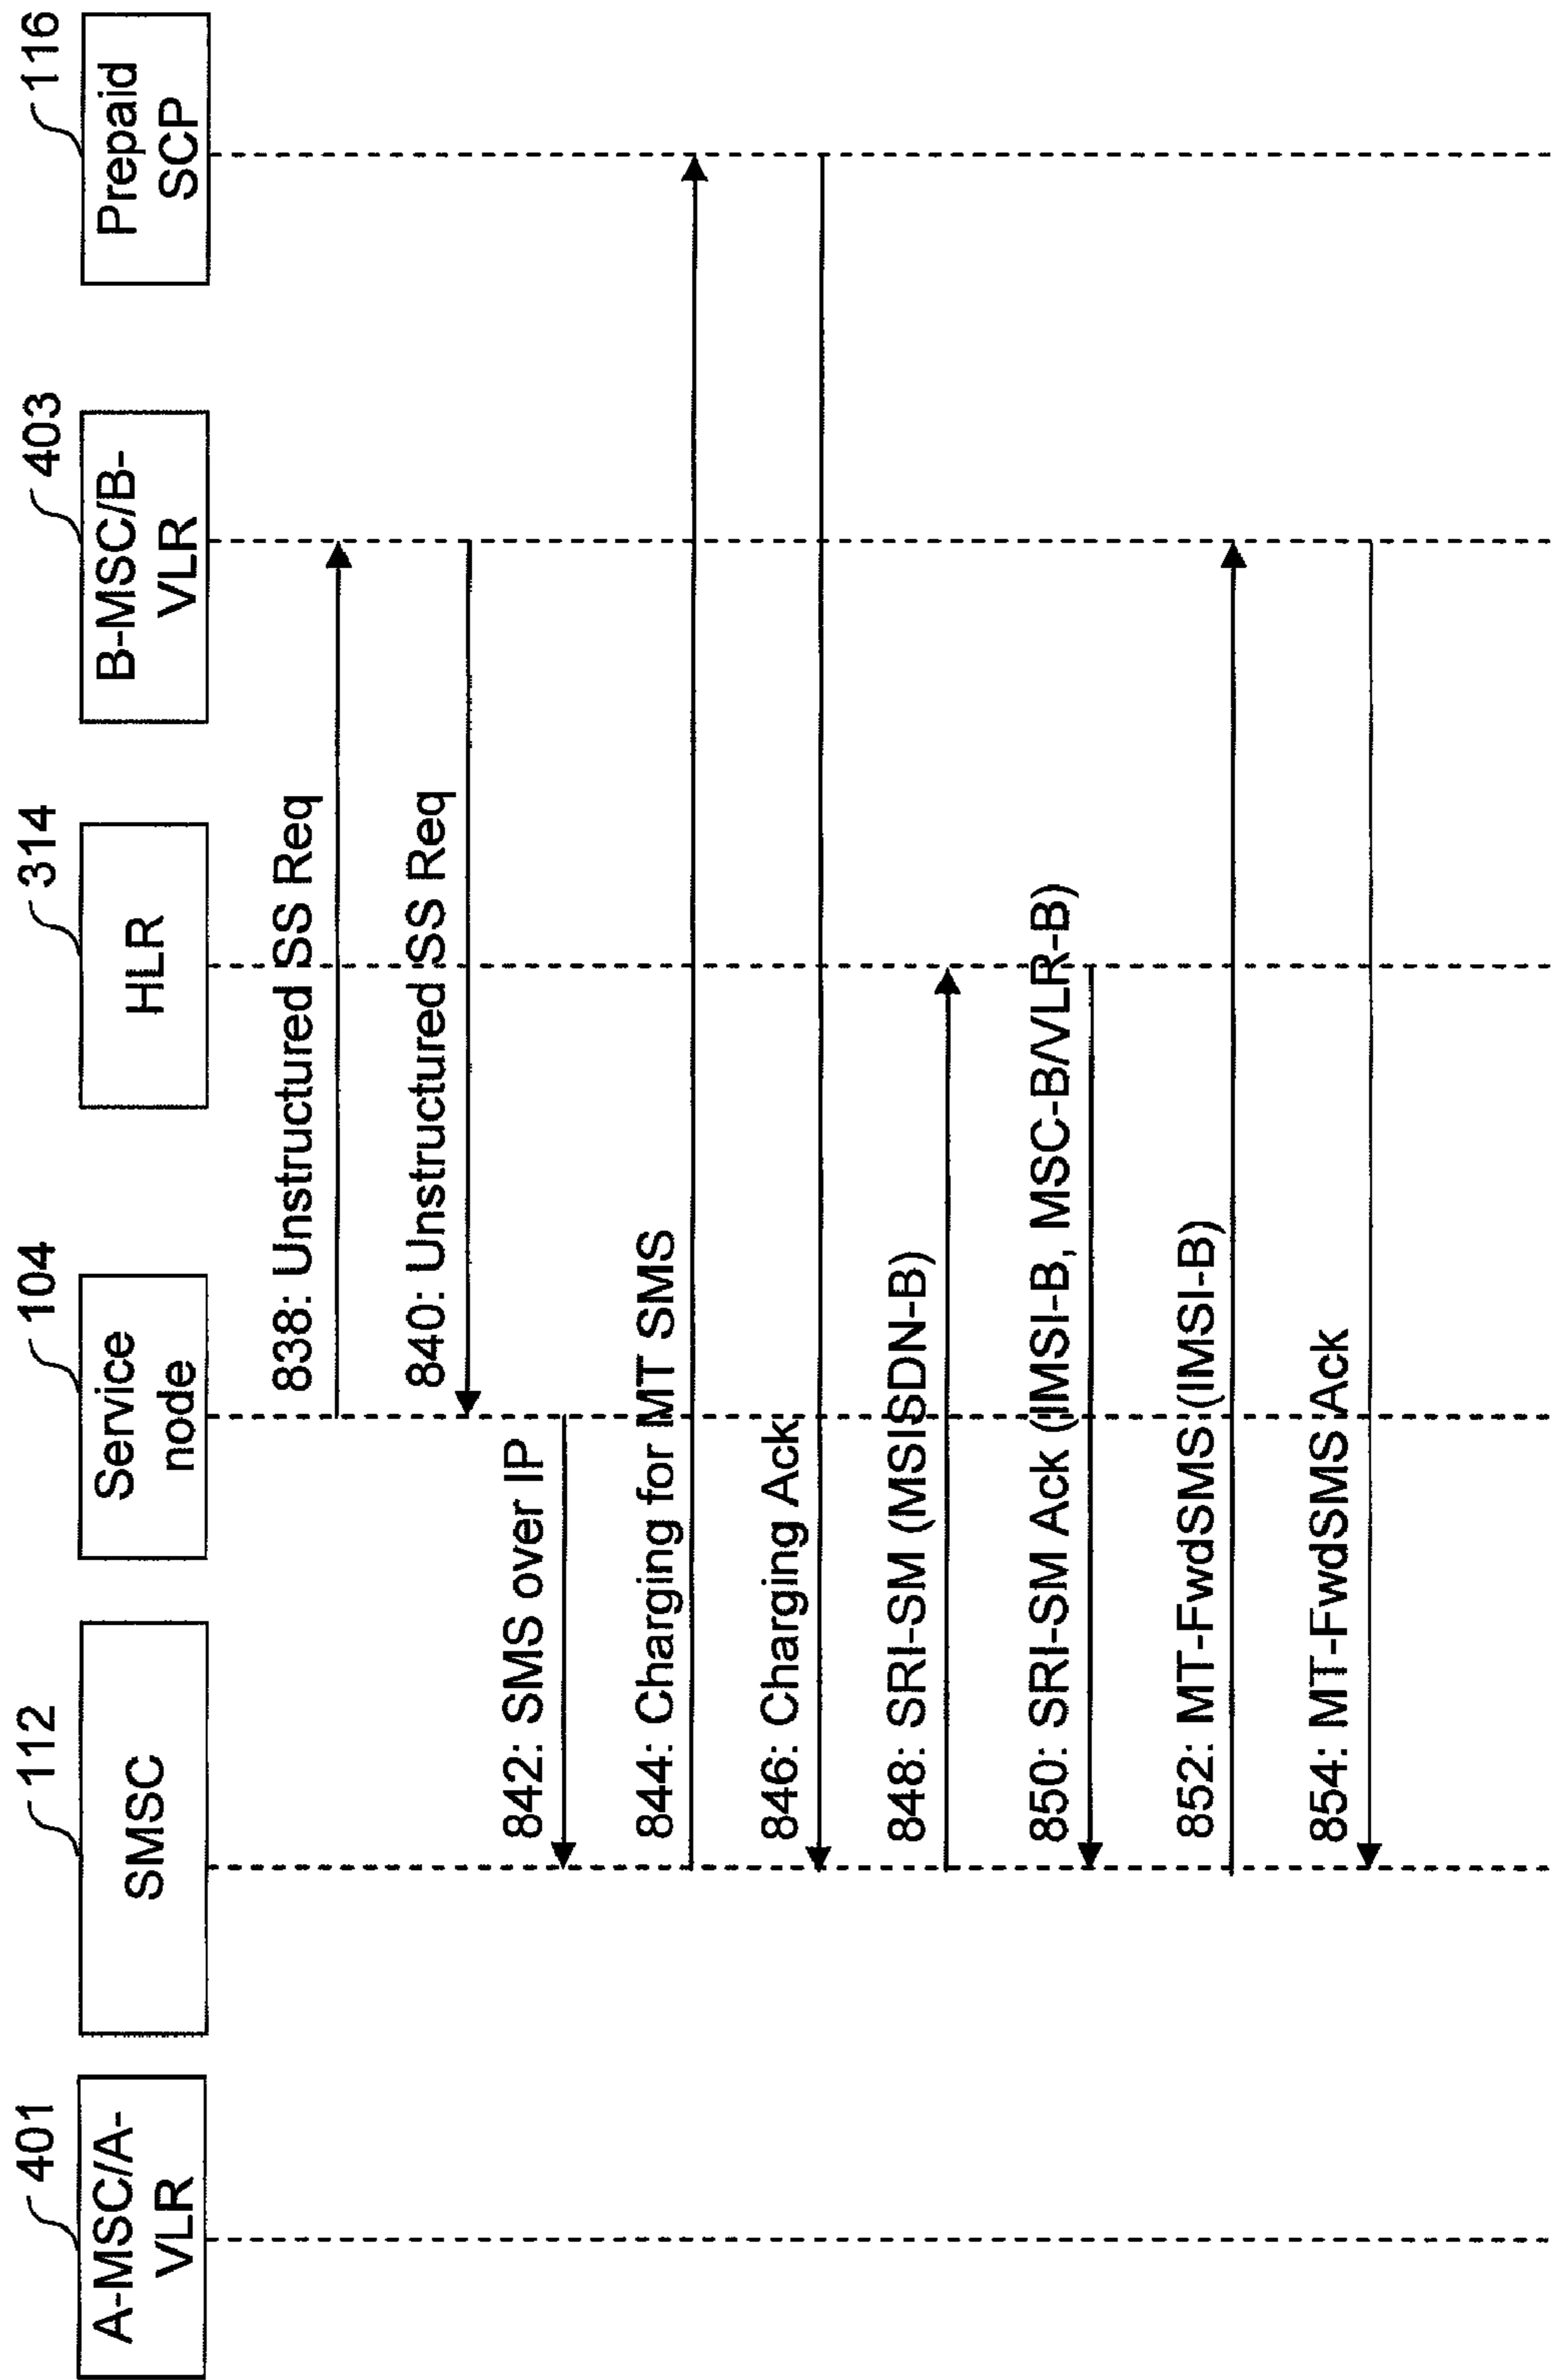 401
A-MSC/A-
VLR
112
SMSC
104
Service
node
314
HLR
403
B-MSC/B-
VLR
116
Prepaid
SCP
838: Unstructured SS Req
840: Unstructured SS Req
842: SMS over IP
844: Charging for MT SMS
846: Charging Ack
848: SRI-SM (MSISDN-B)
850: SRI-SM Ack (IMSI-B, MSC-B/VLR-B)
852: MT-FwdSMS (IMSI-B)
854: MT-FwdSMS Ack